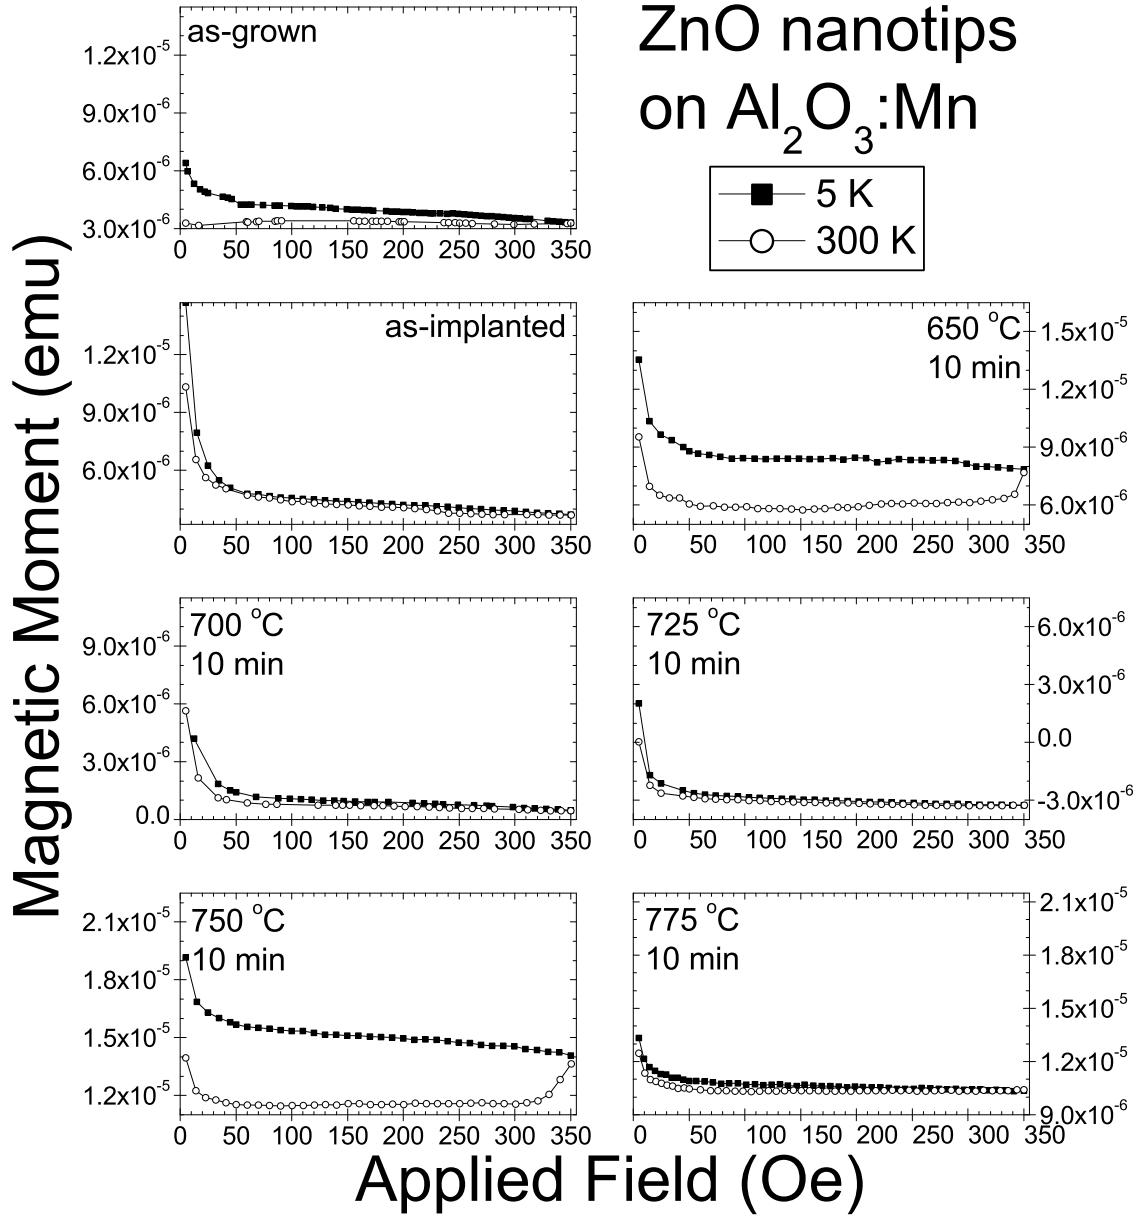 ZnO nanotips
on Al₂O₃:Mn
5 K
300 K
Magnetic Moment (emu)
as-grown
1.2x10⁻⁵
9.0x10⁻⁶
6.0x10⁻⁶
3.0x10⁻⁶
0 50 100 150 200 250 300 350
as-implanted
1.2x10⁻⁵
9.0x10⁻⁶
6.0x10⁻⁶
0 50 100 150 200 250 300 350
650 °C
10 min
1.5x10⁻⁵
1.2x10⁻⁵
9.0x10⁻⁶
6.0x10⁻⁶
0 50 100 150 200 250 300 350
700 °C
10 min
9.0x10⁻⁶
6.0x10⁻⁶
3.0x10⁻⁶
0.0
0 50 100 150 200 250 300 350
725 °C
10 min
6.0x10⁻⁶
3.0x10⁻⁶
0.0
-3.0x10⁻⁶
0 50 100 150 200 250 300 350
750 °C
10 min
2.1x10⁻⁵
1.8x10⁻⁵
1.5x10⁻⁵
1.2x10⁻⁵
0 50 100 150 200 250 300 350
775 °C
10 min
2.1x10⁻⁵
1.8x10⁻⁵
1.5x10⁻⁵
1.2x10⁻⁵
9.0x10⁻⁶
0 50 100 150 200 250 300 350
Applied Field (Oe)